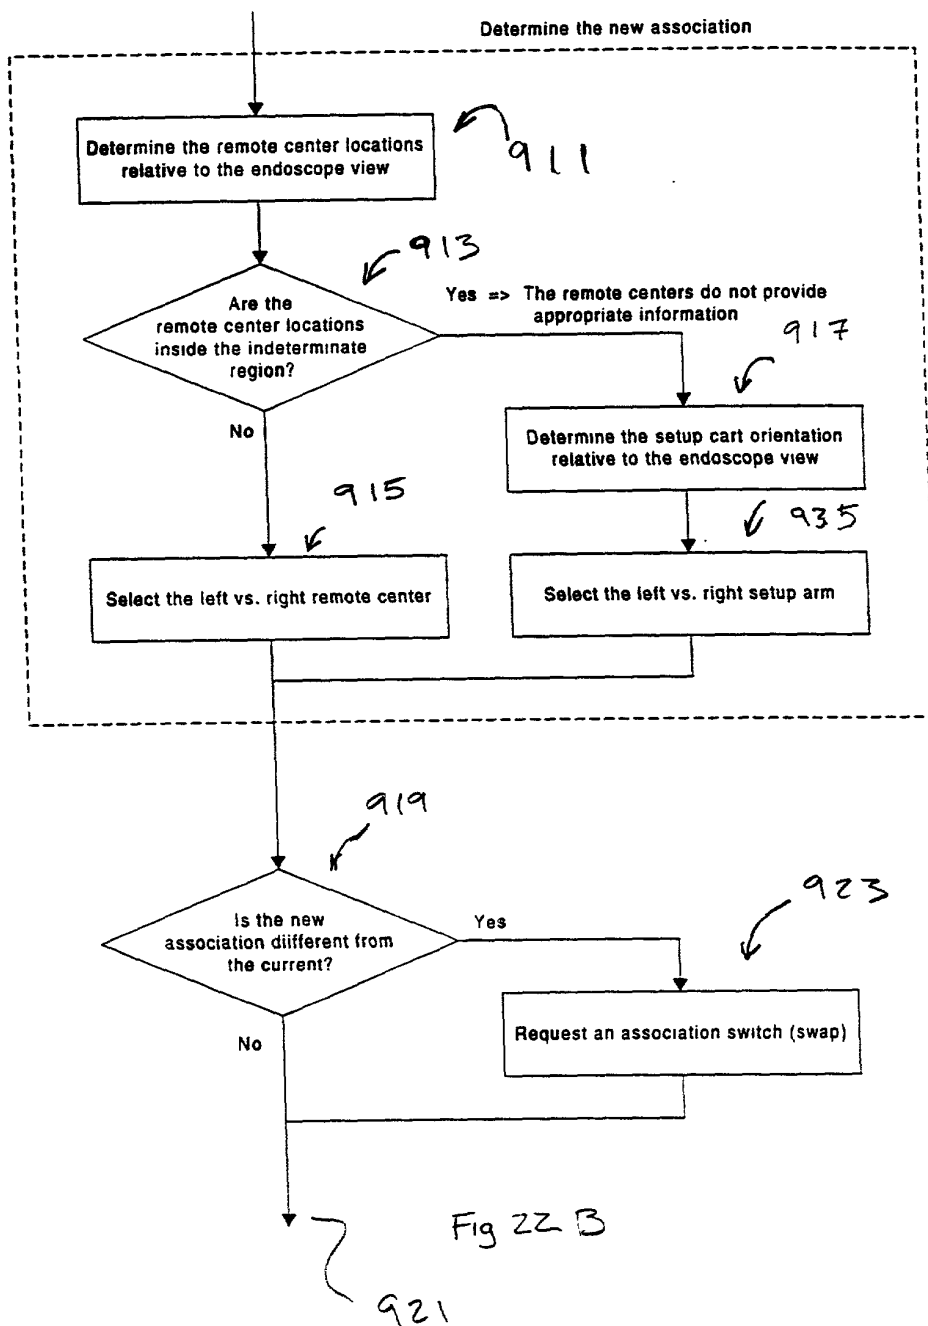 Determine the new association
Determine the remote center locations
relative to the endoscope view
911
913
Are the
remote center locations
inside the indeterminate
region?
Yes => The remote centers do not provide
appropriate information
917
No
Determine the setup cart orientation
relative to the endoscope view
915
935
Select the left vs. right remote center
Select the left vs. right setup arm
919
Is the new
association diifferent from
the current?
Yes
923
No
Request an association switch (swap)
Fig 22 B
921